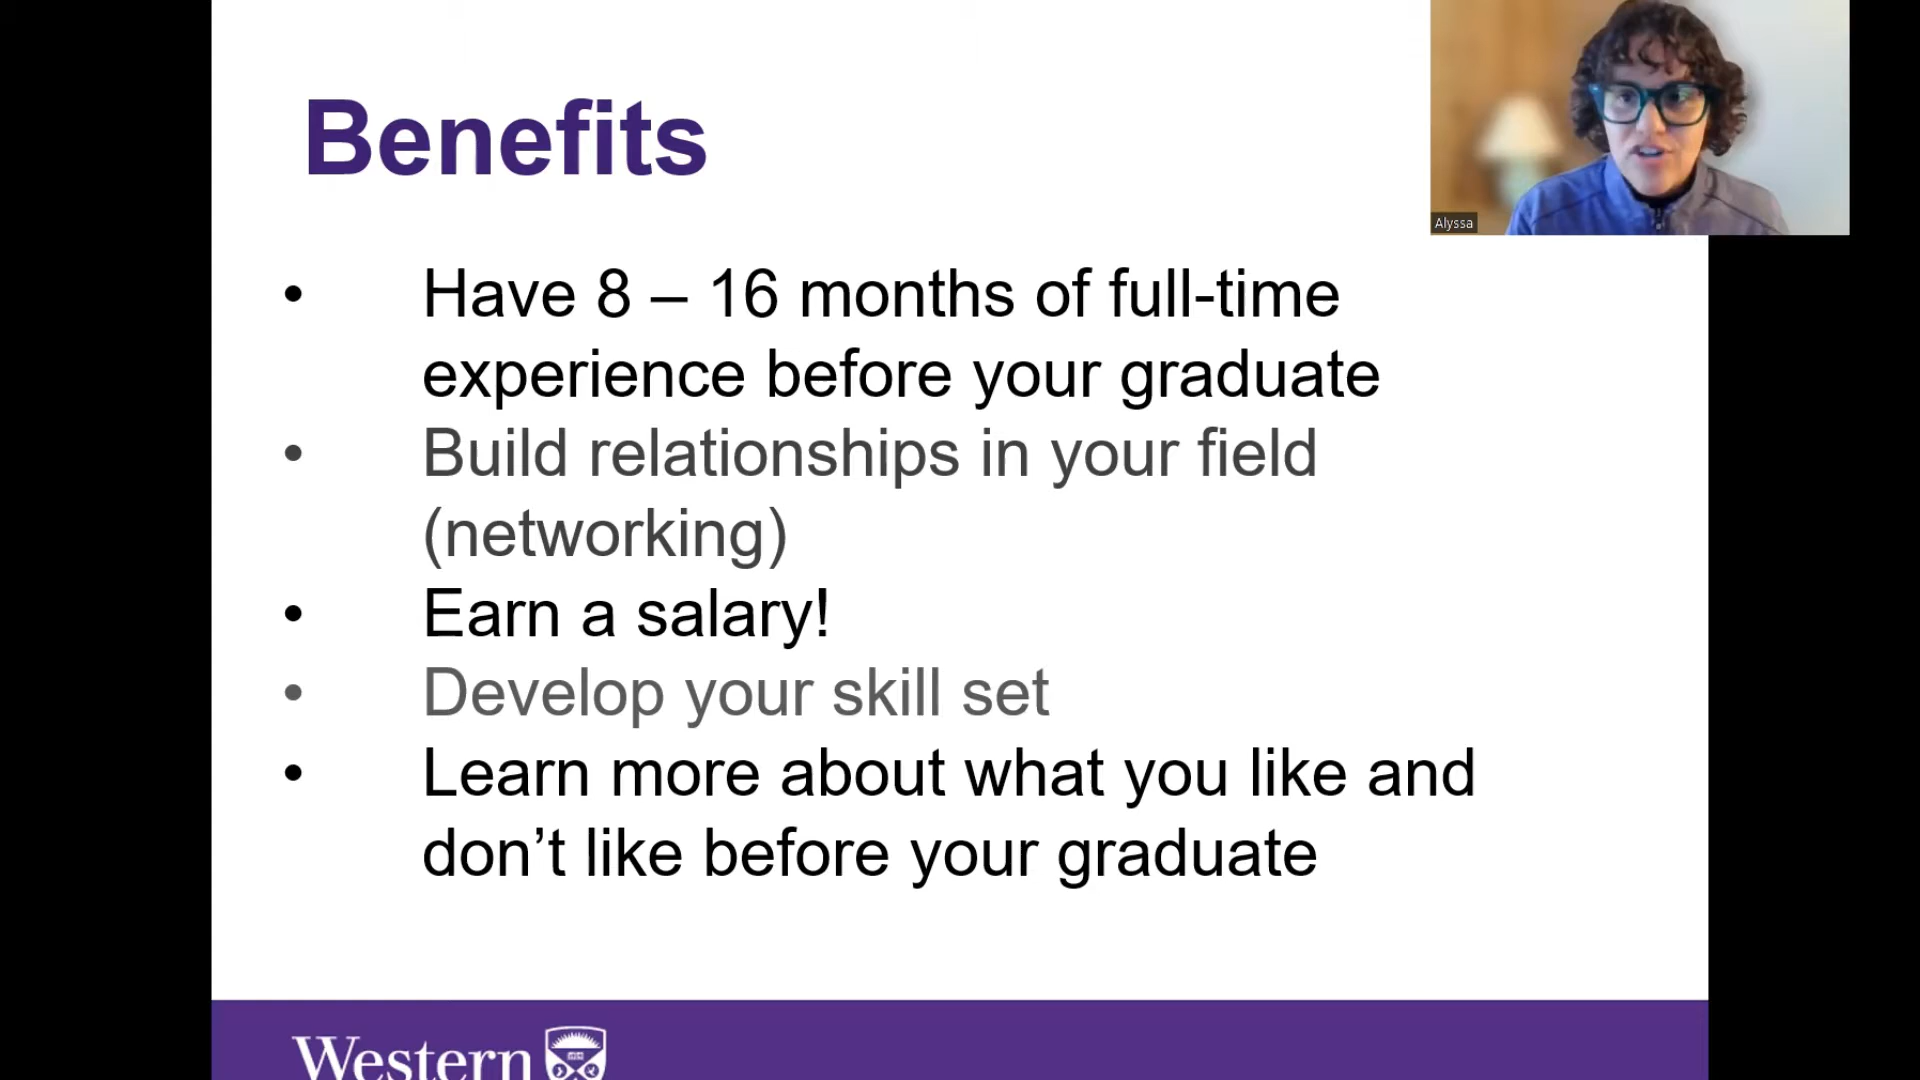 Benefits
Alyssa
• Have 8 – 16 months of full-time
experience before your graduate
• Build relationships in your field
(networking)
• Earn a salary!
• Develop your skill set
• Learn more about what you like and
don’t like before your graduate
Western